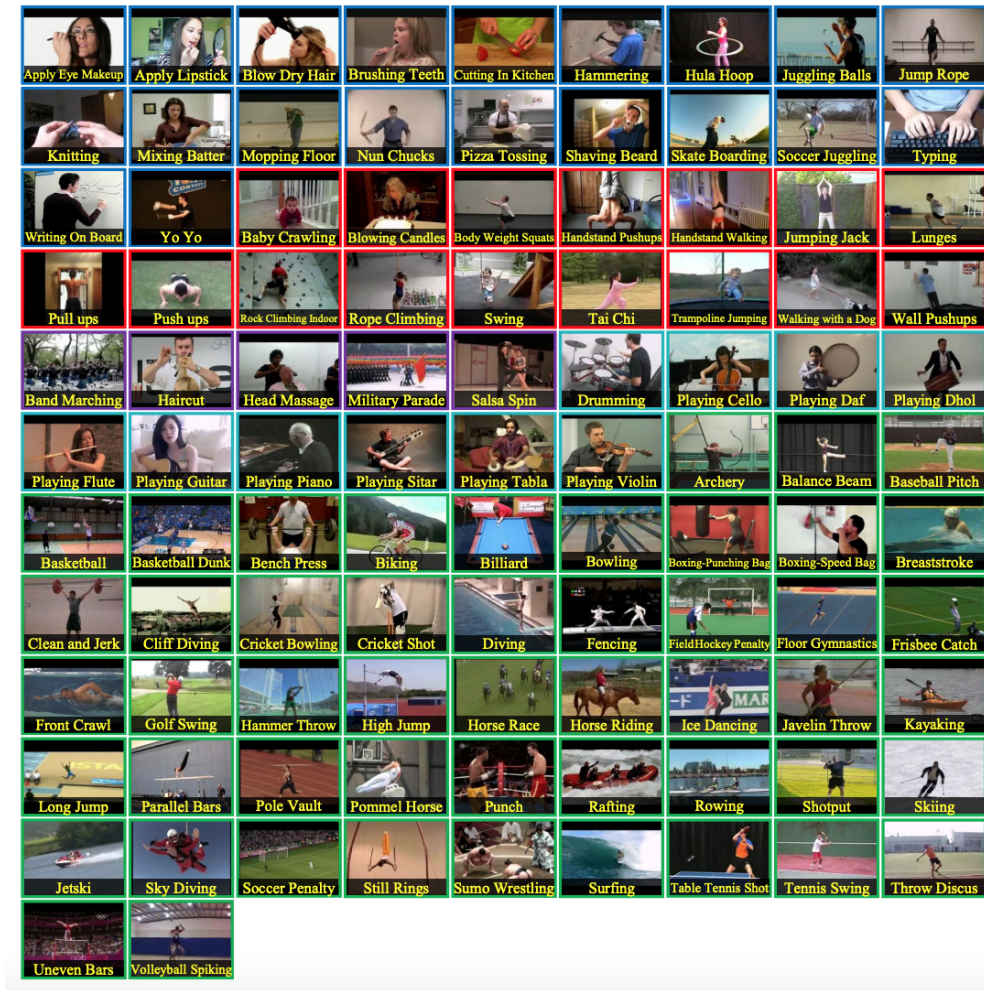 Apply Eye Makeup
Apply Lipstick
Blow Dry Hair
Brushing Teeth
Cutting In Kitchen
Hammering
Hula Hoop
Juggling Balls
Jump Rope
Knitting
Mixing Batter
Mopping Floor
Nun Chucks
Pizza Tossing
Shaving Beard
Skate Boarding
Soccer Juggling
Typing
Writing On Board
CONTEST
Yo Yo
Baby Crawling
Blowing Candles
Body Weight Squats
Handstand Pushups
Handstand Walking
Jumping Jack
Lunges
Pull ups
Push ups
Rock Climbing Indoor
Rope Climbing
Swing
Tai Chi
Trampoline Jumping
Walking with a Dog
Wall Pushups
Band Marching
Haircut
Head Massage
Military Parade
Salsa Spin
Drumming
Playing Cello
Playing Daf
Playing Dhol
Playing Flute
Playing Guitar
Playing Piano
Playing Sitar
Playing Tabla
Playing Violin
Archery
Balance Beam
Baseball Pitch
Basketball
Basketball Dunk
Bench Press
Biking
Billiard
Bowling
Boxing-Punching Bag
Boxing-Speed Bag
Breaststroke
Clean and Jerk
Cliff Diving
Cricket Bowling
Cricket Shot
Diving
Fencing
FieldHockey Penalty
Floor Gymnastics
Frisbee Catch
Front Crawl
Golf Swing
Hammer Throw
High Jump
Horse Race
Horse Riding
MAR
Ice Dancing
Javelin Throw
Kayaking
Long Jump
Parallel Bars
Pole Vault
Pommel Horse
Punch
Rafting
Rowing
Shotput
Skiing
Jetski
Sky Diving
Soccer Penalty
Still Rings
Sumo Wrestling
Surfing
Table Tennis Shot
Tennis Swing
Throw Discus
Uneven Bars
Volleyball Spiking